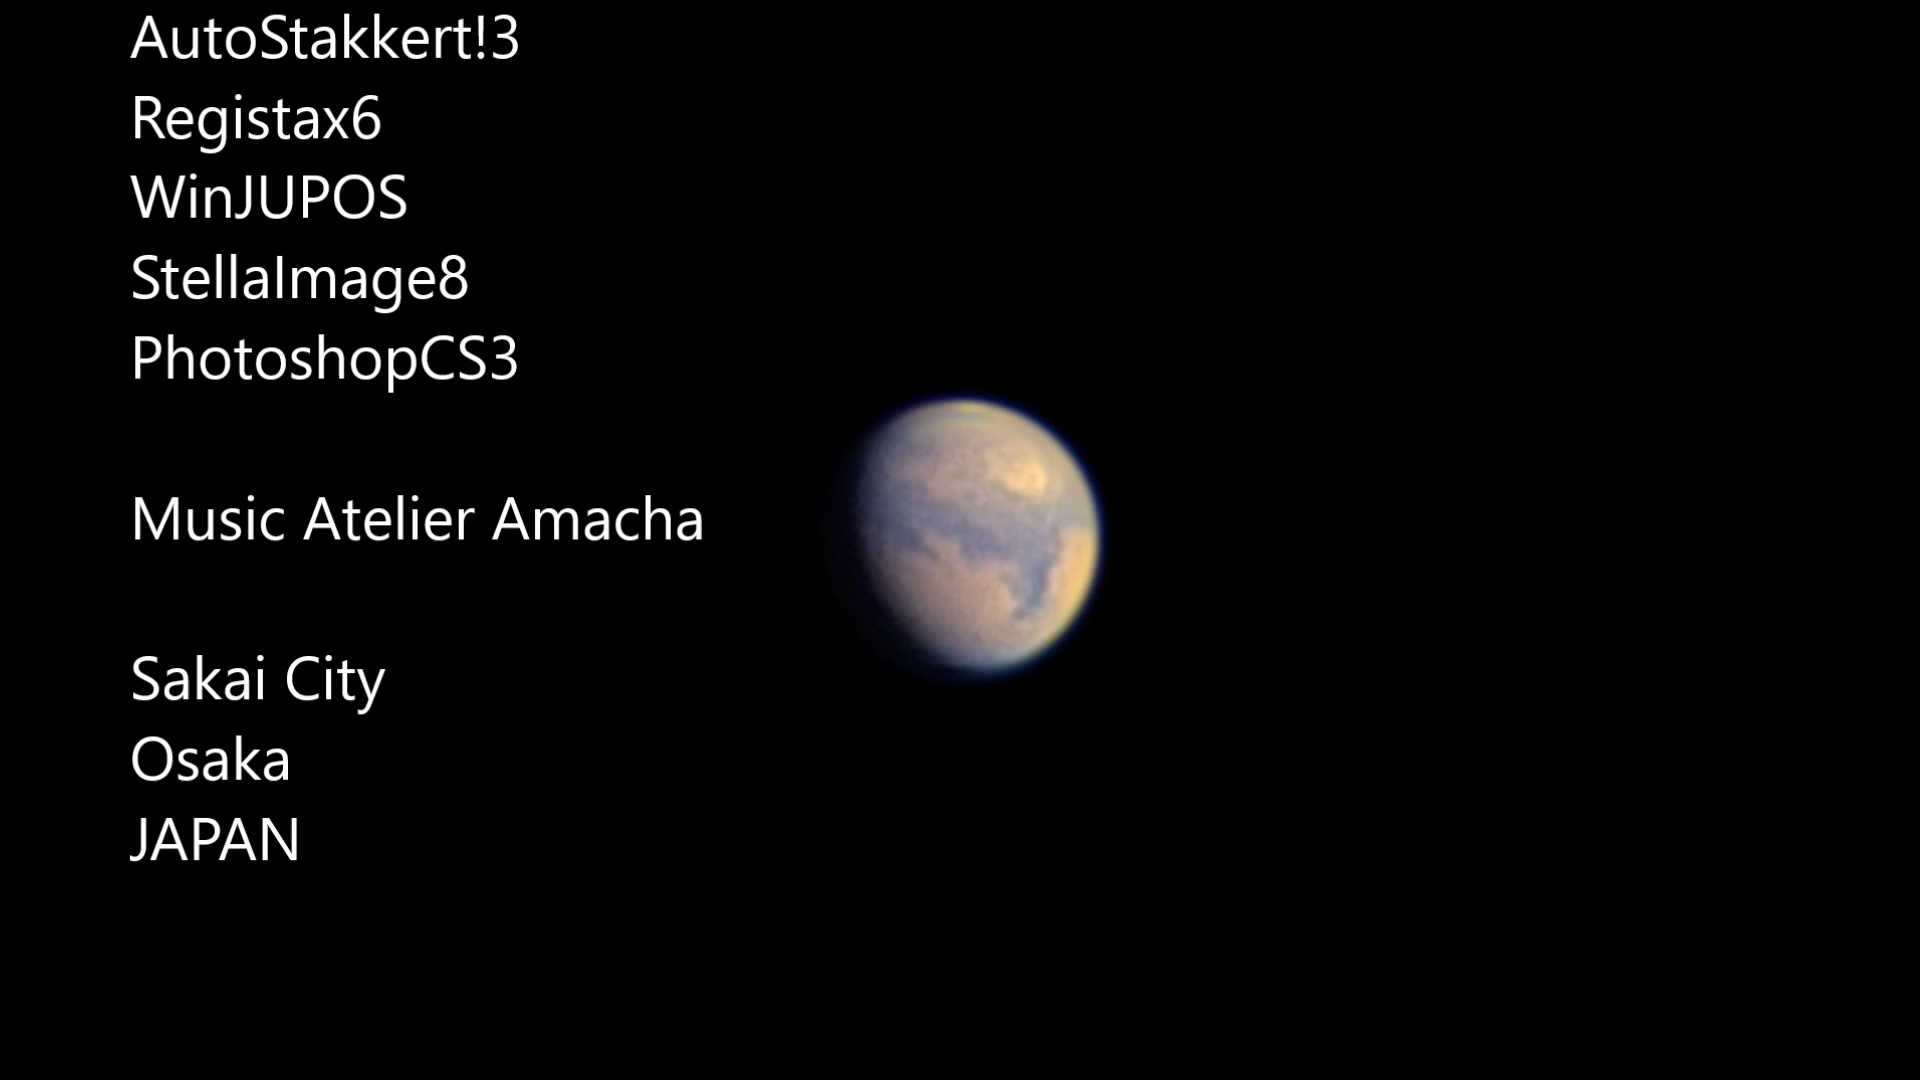 AutoStakkert!3
Registax6
WinJUPOS
StellaImage8
PhotoshopCS3
Music Atelier Amacha
Sakai City
Osaka
JAPAN